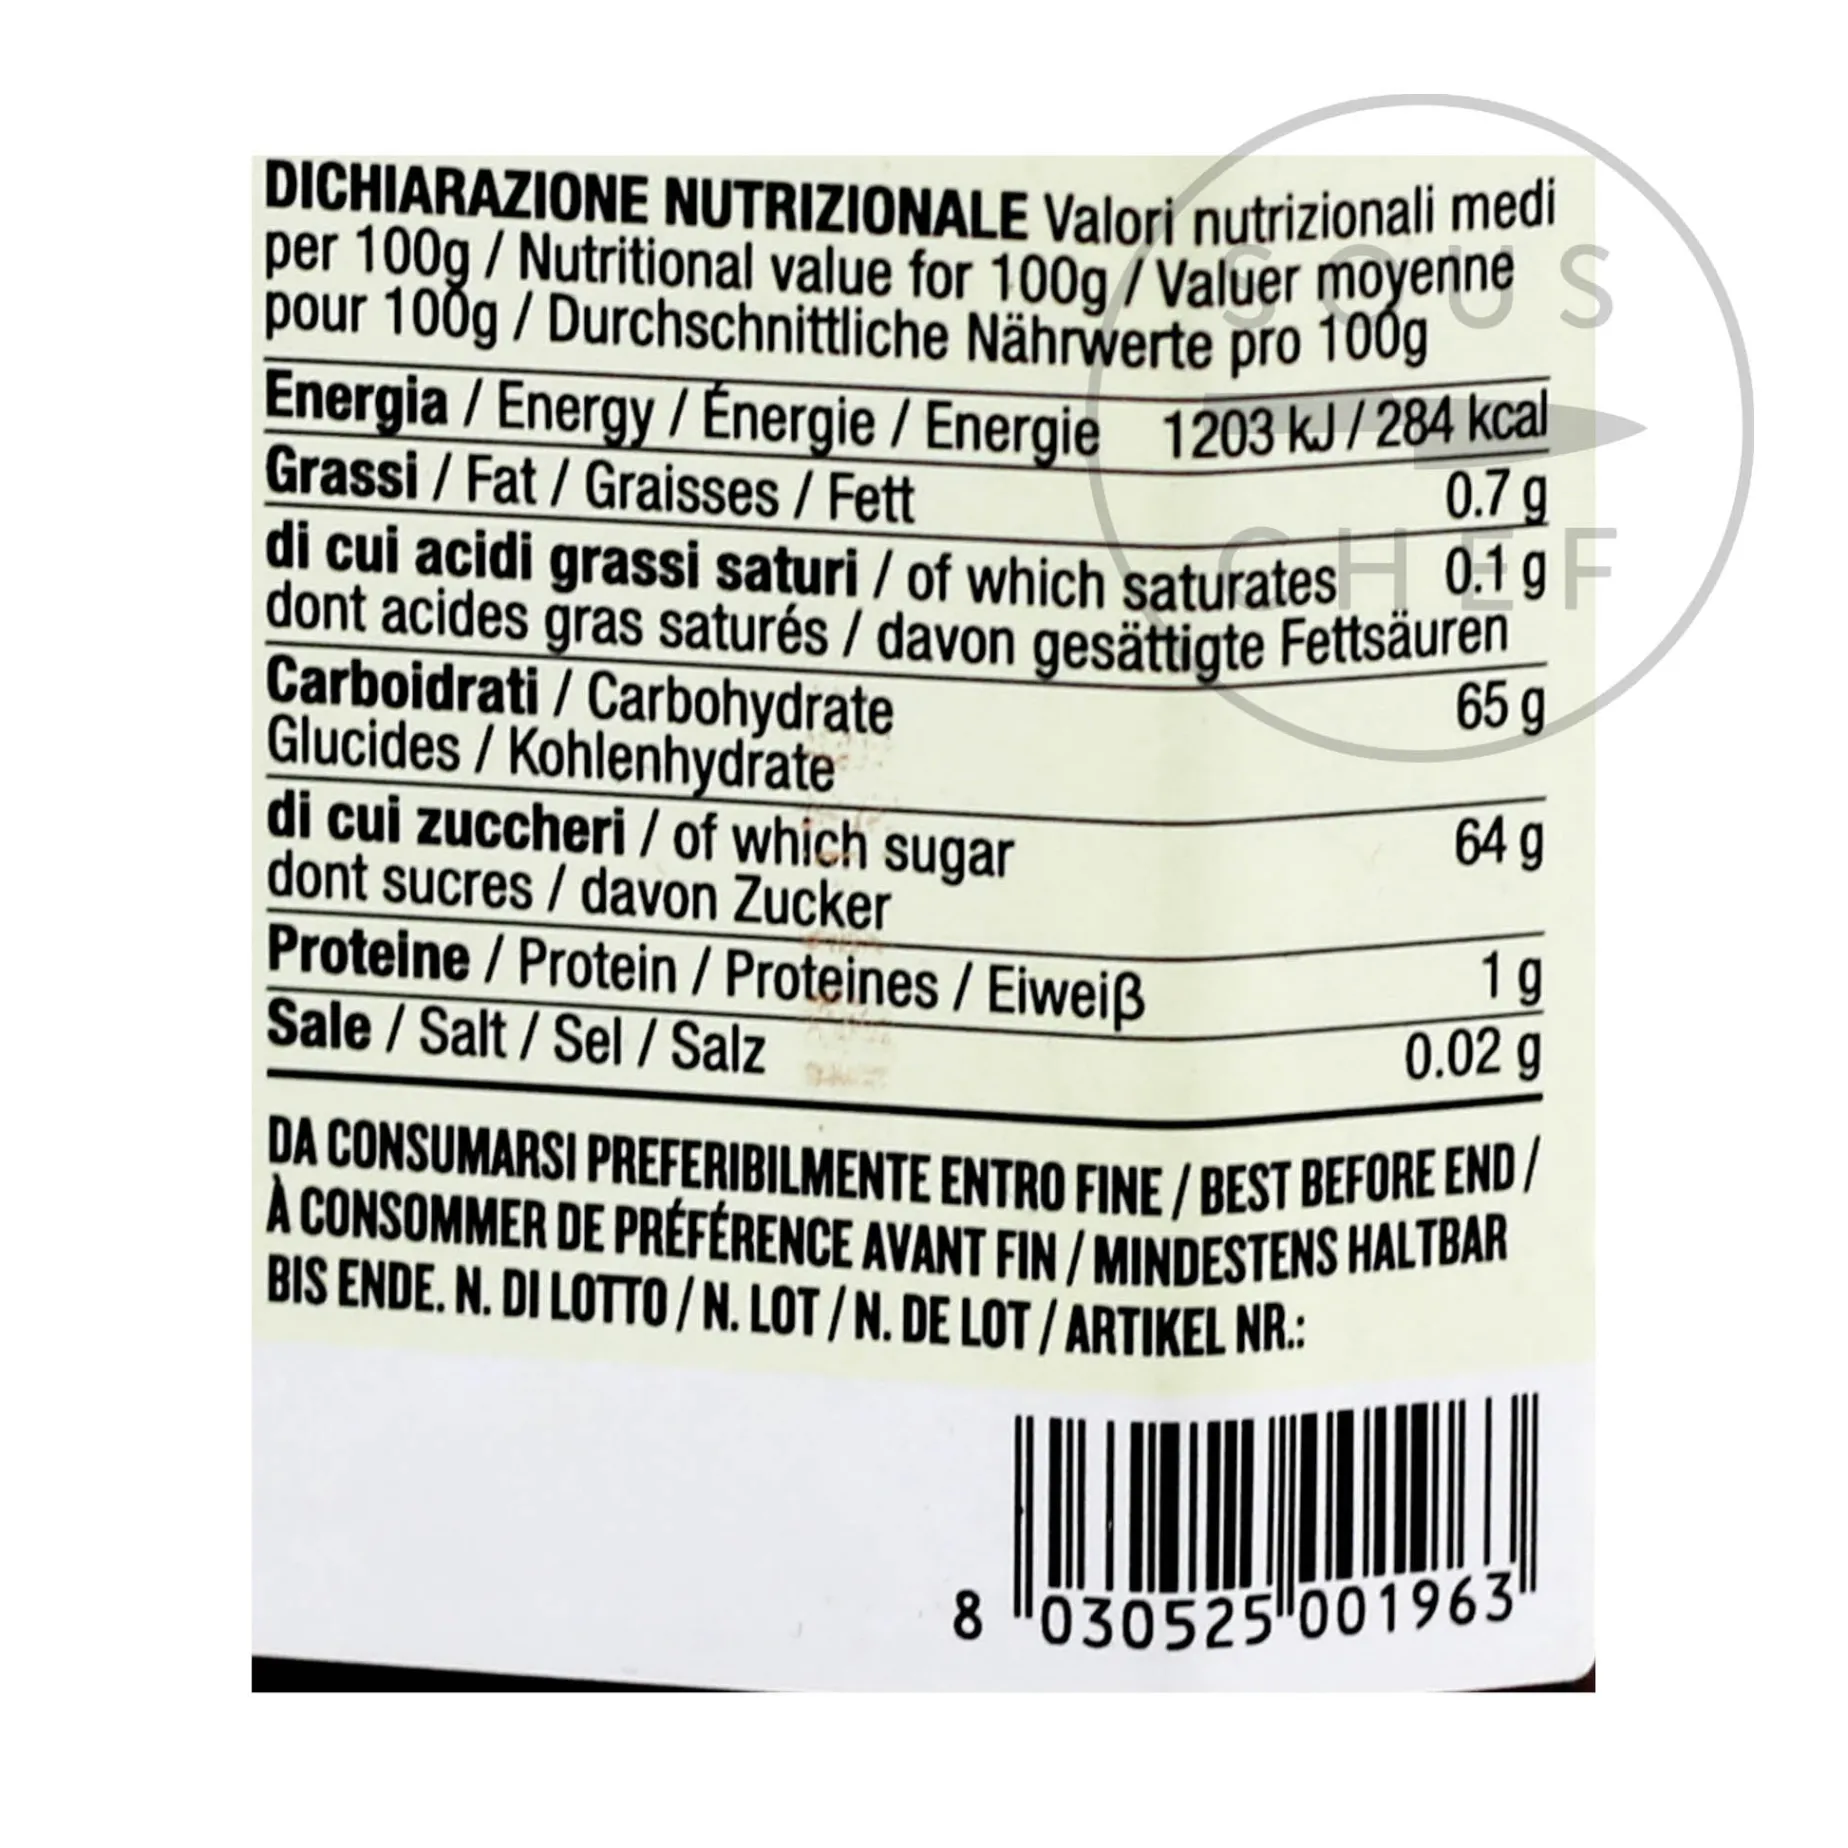 DICHIARAZIONE NUTRIZIONALE Valori nutrizionali medi
per 100g / Nutritional value for 100g / Valuer moyenne
pour 100g / Durchschnittliche Nährwerte pro 100g
Energia / Energy / Énergie / Energie 1203 kJ / 284 kcal
Grassi / Fat / Graisses / Fett 0.7 g
di cui acidi grassi saturi / of which saturates 0.1 g
dont acides gras saturés / davon gesättigte Fettsäuren
Carboidrati / Carbohydrate 65 g
Glucides / Kohlenhydrate
di cui zuccheri / of which sugar 64 g
dont sucres / davon Zucker
Proteine / Protein / Proteines / Eiweiß 1 g
Sale / Salt / Sel / Salz 0.02 g
DA CONSUMARSI PREFERIBILMENTE ENTRO FINE / BEST BEFORE END /
À CONSOMMER DE PRÉFÉRENCE AVANT FIN / MINDESTENS HALTBAR
BIS ENDE. N. DI LOTTO / N. LOT / N. DE LOT / ARTIKEL NR.:
8 030525 001963
SOUS
CHEF